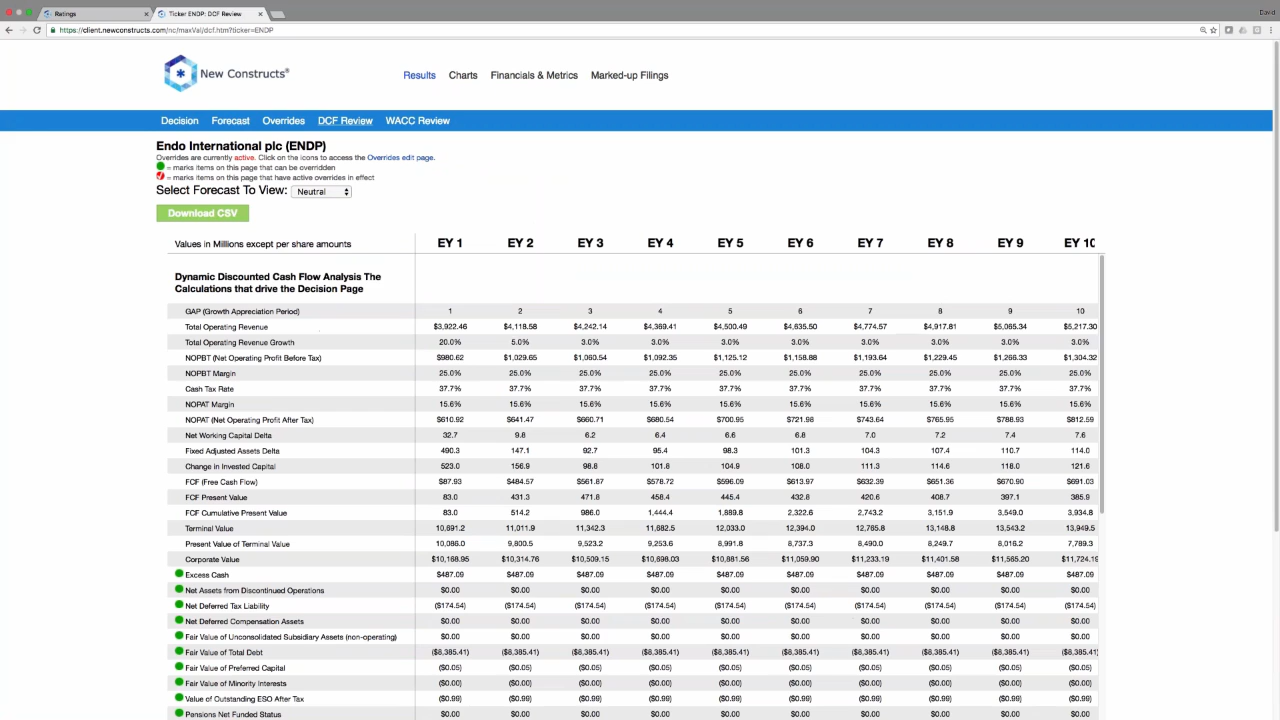 Ratings
Ticker ENDP: DCF Review
David
https://client.newconstructs.com/nc/maxVal/dcf.htm?ticker=ENDP
New Constructs®
Results Charts Financials & Metrics Marked-up Filings
Decision Forecast Overrides DCF Review WACC Review
Endo International plc (ENDP)
Overrides are currently active. Click on the icons to access the Overrides edit page.
= marks items on this page that can be overridden
= marks items on this page that have active overrides in effect
Select Forecast To View: Neutral
Download CSV
Values in Millions except per share amounts EY 1 EY 2 EY 3 EY 4 EY 5 EY 6 EY 7 EY 8 EY 9 EY 10
Dynamic Discounted Cash Flow Analysis The
Calculations that drive the Decision Page
GAP (Growth Appreciation Period) 1 2 3 4 5 6 7 8 9 10
Total Operating Revenue $3,922.46 $4,118.58 $4,242.14 $4,369.41 $4,500.49 $4,635.50 $4,774.57 $4,917.81 $5,065.34 $5,217.30
Total Operating Revenue Growth 20.0% 5.0% 3.0% 3.0% 3.0% 3.0% 3.0% 3.0% 3.0% 3.0%
NOPBT (Net Operating Profit Before Tax) $980.62 $1,029.65 $1,060.54 $1,092.35 $1,125.12 $1,158.88 $1,193.64 $1,229.45 $1,266.33 $1,304.32
NOPBT Margin 25.0% 25.0% 25.0% 25.0% 25.0% 25.0% 25.0% 25.0% 25.0% 25.0%
Cash Tax Rate 37.7% 37.7% 37.7% 37.7% 37.7% 37.7% 37.7% 37.7% 37.7% 37.7%
NOPAT Margin 15.6% 15.6% 15.6% 15.6% 15.6% 15.6% 15.6% 15.6% 15.6% 15.6%
NOPAT (Net Operating Profit After Tax) $610.92 $641.47 $660.71 $680.54 $700.95 $721.98 $743.64 $765.95 $788.93 $812.59
Net Working Capital Delta 32.7 9.8 6.2 6.4 6.6 6.8 7.0 7.2 7.4 7.6
Fixed Adjusted Assets Delta 490.3 147.1 92.7 95.4 98.3 101.3 104.3 107.4 110.7 114.0
Change in Invested Capital 523.0 156.9 98.8 101.8 104.9 108.0 111.3 114.6 118.0 121.6
FCF (Free Cash Flow) $87.93 $484.57 $561.87 $578.72 $596.09 $613.97 $632.39 $651.36 $670.90 $691.03
FCF Present Value 83.0 431.3 471.8 458.4 445.4 432.8 420.6 408.7 397.1 385.9
FCF Cumulative Present Value 83.0 514.2 986.0 1,444.4 1,889.8 2,322.6 2,743.2 3,151.9 3,549.0 3,934.8
Terminal Value 10,691.2 11,011.9 11,342.3 11,682.5 12,033.0 12,394.0 12,765.8 13,148.8 13,543.2 13,949.5
Present Value of Terminal Value 10,086.0 9,800.5 9,523.2 9,253.6 8,991.8 8,737.3 8,490.0 8,249.7 8,016.2 7,789.3
Corporate Value $10,168.95 $10,314.76 $10,509.15 $10,698.03 $10,881.56 $11,059.90 $11,233.19 $11,401.58 $11,565.20 $11,724.19
Excess Cash $487.09 $487.09 $487.09 $487.09 $487.09 $487.09 $487.09 $487.09 $487.09 $487.09
Net Assets from Discontinued Operations $0.00 $0.00 $0.00 $0.00 $0.00 $0.00 $0.00 $0.00 $0.00 $0.00
Net Deferred Tax Liability ($174.54) ($174.54) ($174.54) ($174.54) ($174.54) ($174.54) ($174.54) ($174.54) ($174.54) ($174.54)
Net Deferred Compensation Assets $0.00 $0.00 $0.00 $0.00 $0.00 $0.00 $0.00 $0.00 $0.00 $0.00
Fair Value of Unconsolidated Subsidiary Assets (non-operating) $0.00 $0.00 $0.00 $0.00 $0.00 $0.00 $0.00 $0.00 $0.00 $0.00
Fair Value of Total Debt ($8,385.41) ($8,385.41) ($8,385.41) ($8,385.41) ($8,385.41) ($8,385.41) ($8,385.41) ($8,385.41) ($8,385.41) ($8,385.41)
Fair Value of Preferred Capital ($0.05) ($0.05) ($0.05) ($0.05) ($0.05) ($0.05) ($0.05) ($0.05) ($0.05) ($0.05)
Fair Value of Minority Interests ($0.00) ($0.00) ($0.00) ($0.00) ($0.00) ($0.00) ($0.00) ($0.00) ($0.00) ($0.00)
Value of Outstanding ESO After Tax ($0.99) ($0.99) ($0.99) ($0.99) ($0.99) ($0.99) ($0.99) ($0.99) ($0.99) ($0.99)
Pensions Net Funded Status $0.00 $0.00 $0.00 $0.00 $0.00 $0.00 $0.00 $0.00 $0.00 $0.00